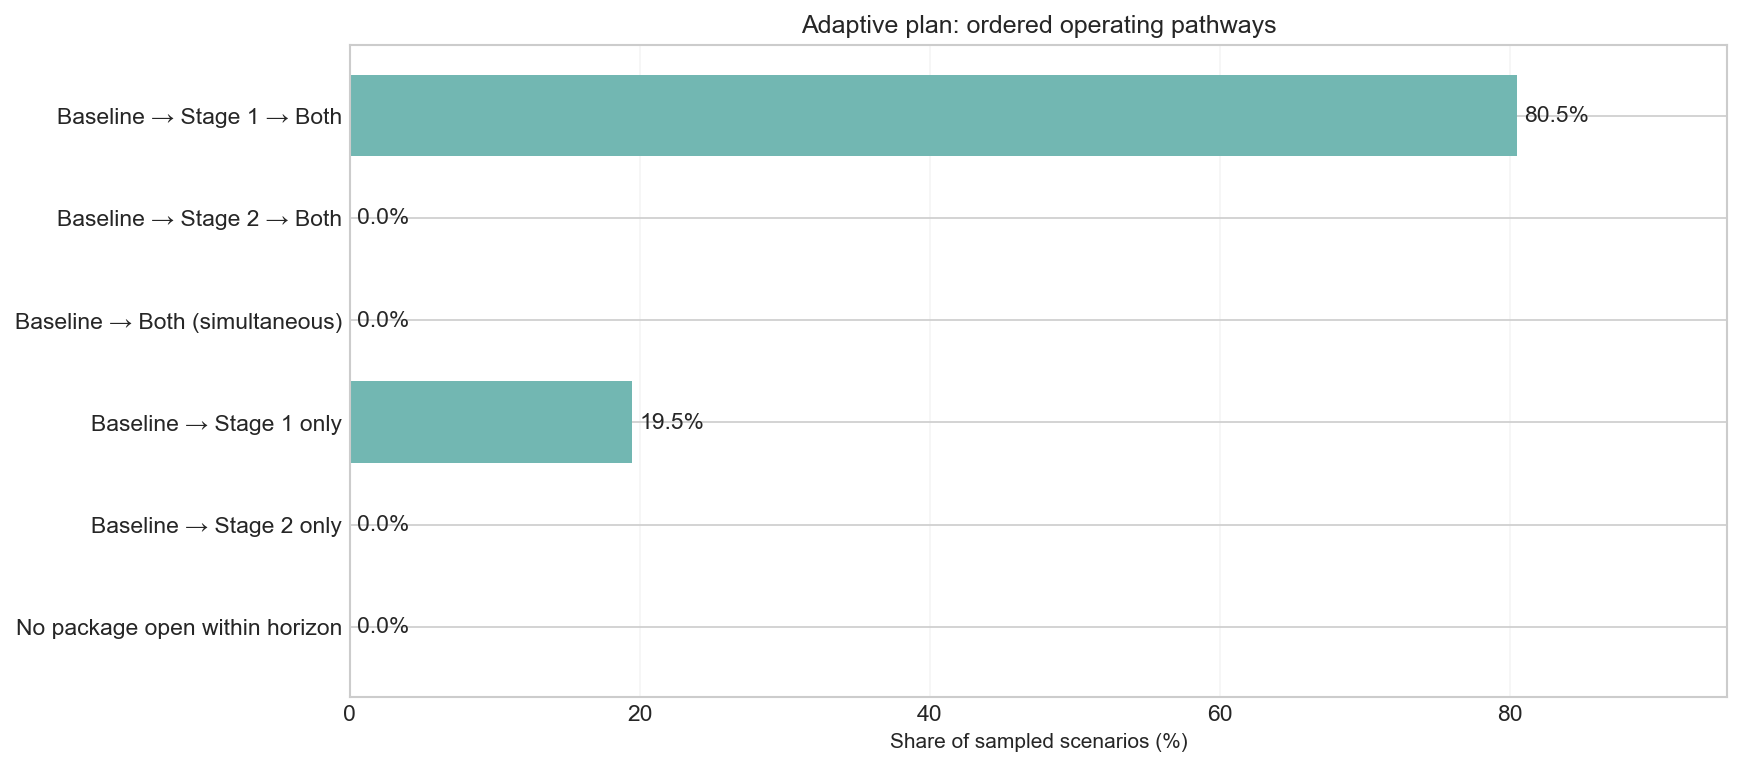 Adaptive plan: ordered operating pathways
Baseline → Stage 1 → Both
80.5%
Baseline → Stage 2 → Both
0.0%
Baseline → Both (simultaneous)
0.0%
Baseline → Stage 1 only
19.5%
Baseline → Stage 2 only
0.0%
No package open within horizon
0.0%
0 20 40 60 80
Share of sampled scenarios (%)